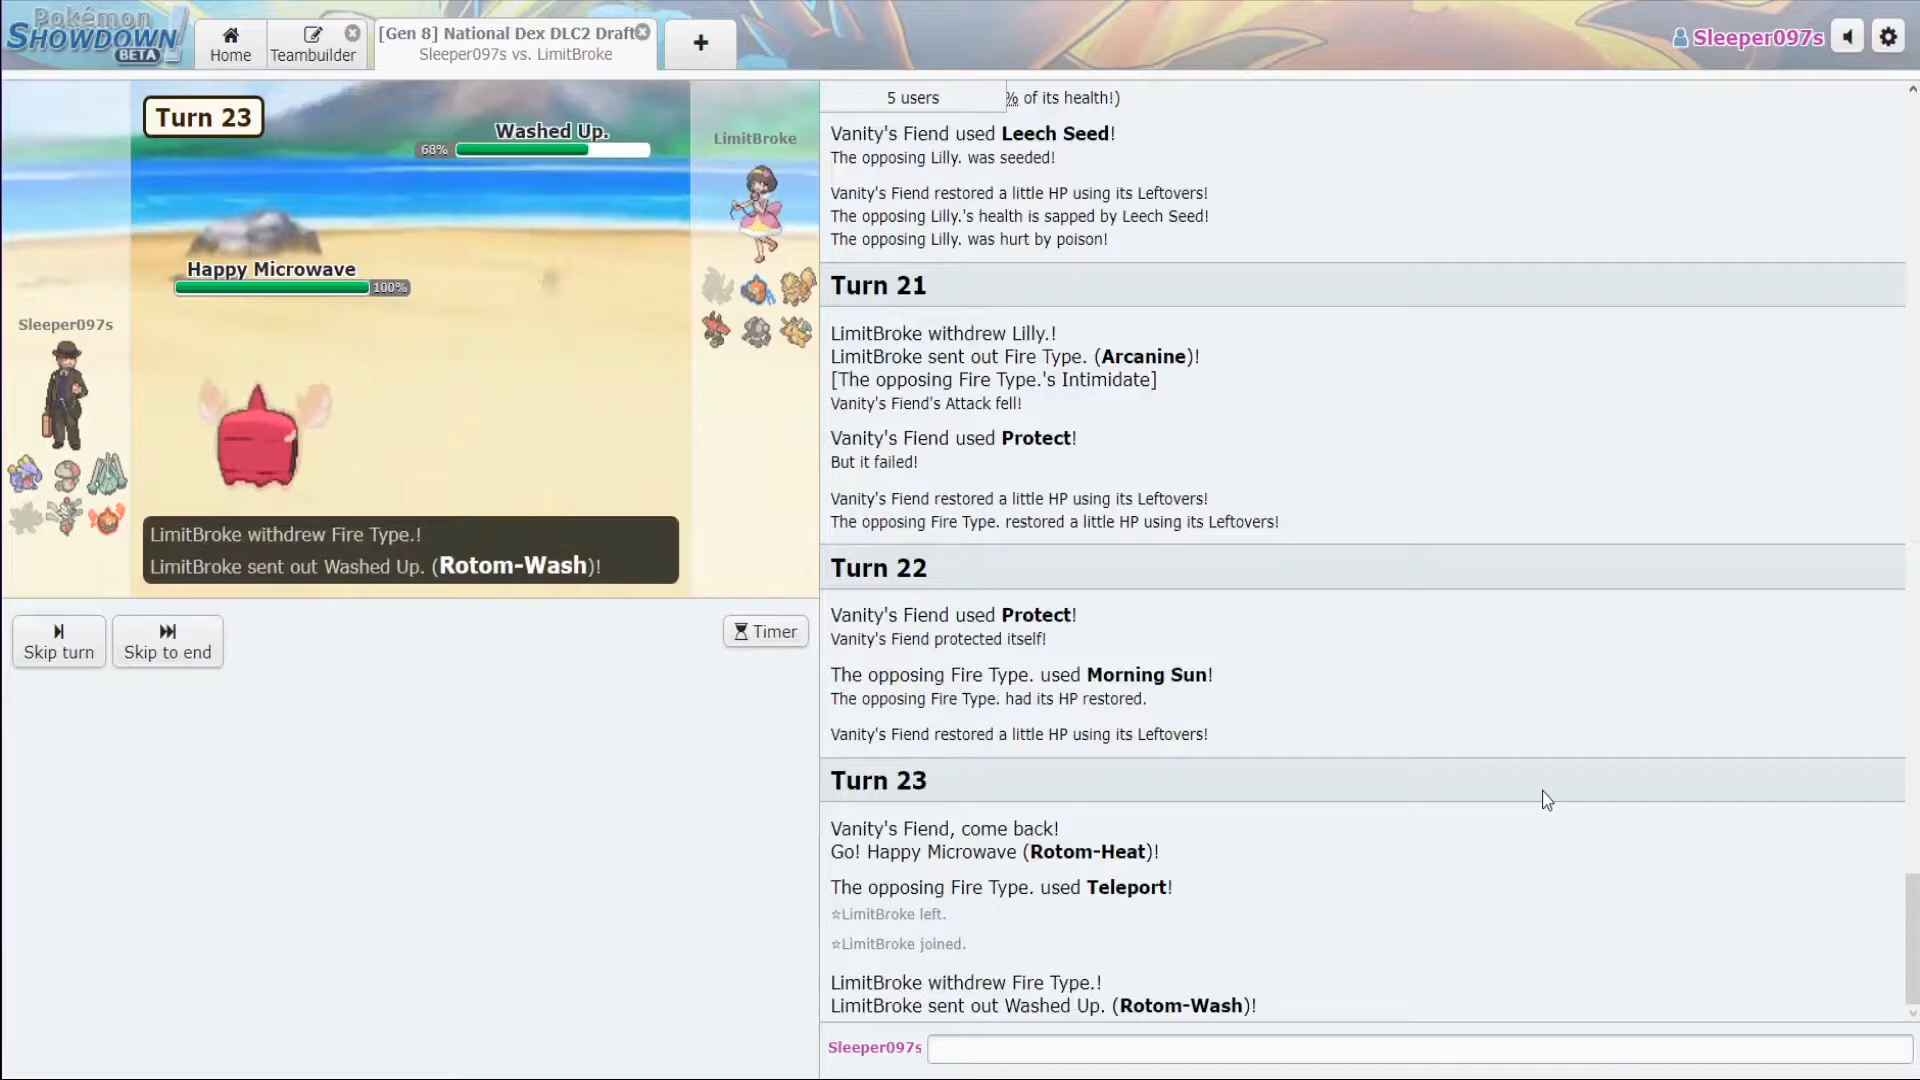 Pokémon
SHOWDOWN!
BETA
Home
Teambuilder
[Gen 8] National Dex DLC2 Draft
Sleeper097s vs. LimitBroke
+
Sleeper097s
Turn 23
Washed Up.
68%
LimitBroke
Happy Microwave
100%
Sleeper097s
LimitBroke withdrew Fire Type.!
LimitBroke sent out Washed Up. (Rotom-Wash)!
Skip turn
Skip to end
Timer
5 users
% of its health!)
Vanity's Fiend used Leech Seed!
The opposing Lilly. was seeded!
Vanity's Fiend restored a little HP using its Leftovers!
The opposing Lilly.'s health is sapped by Leech Seed!
The opposing Lilly. was hurt by poison!
Turn 21
LimitBroke withdrew Lilly.!
LimitBroke sent out Fire Type. (Arcanine)!
[The opposing Fire Type.'s Intimidate]
Vanity's Fiend's Attack fell!
Vanity's Fiend used Protect!
But it failed!
Vanity's Fiend restored a little HP using its Leftovers!
The opposing Fire Type. restored a little HP using its Leftovers!
Turn 22
Vanity's Fiend used Protect!
Vanity's Fiend protected itself!
The opposing Fire Type. used Morning Sun!
The opposing Fire Type. had its HP restored.
Vanity's Fiend restored a little HP using its Leftovers!
Turn 23
Vanity's Fiend, come back!
Go! Happy Microwave (Rotom-Heat)!
The opposing Fire Type. used Teleport!
☆LimitBroke left.
☆LimitBroke joined.
LimitBroke withdrew Fire Type.!
LimitBroke sent out Washed Up. (Rotom-Wash)!
Sleeper097s